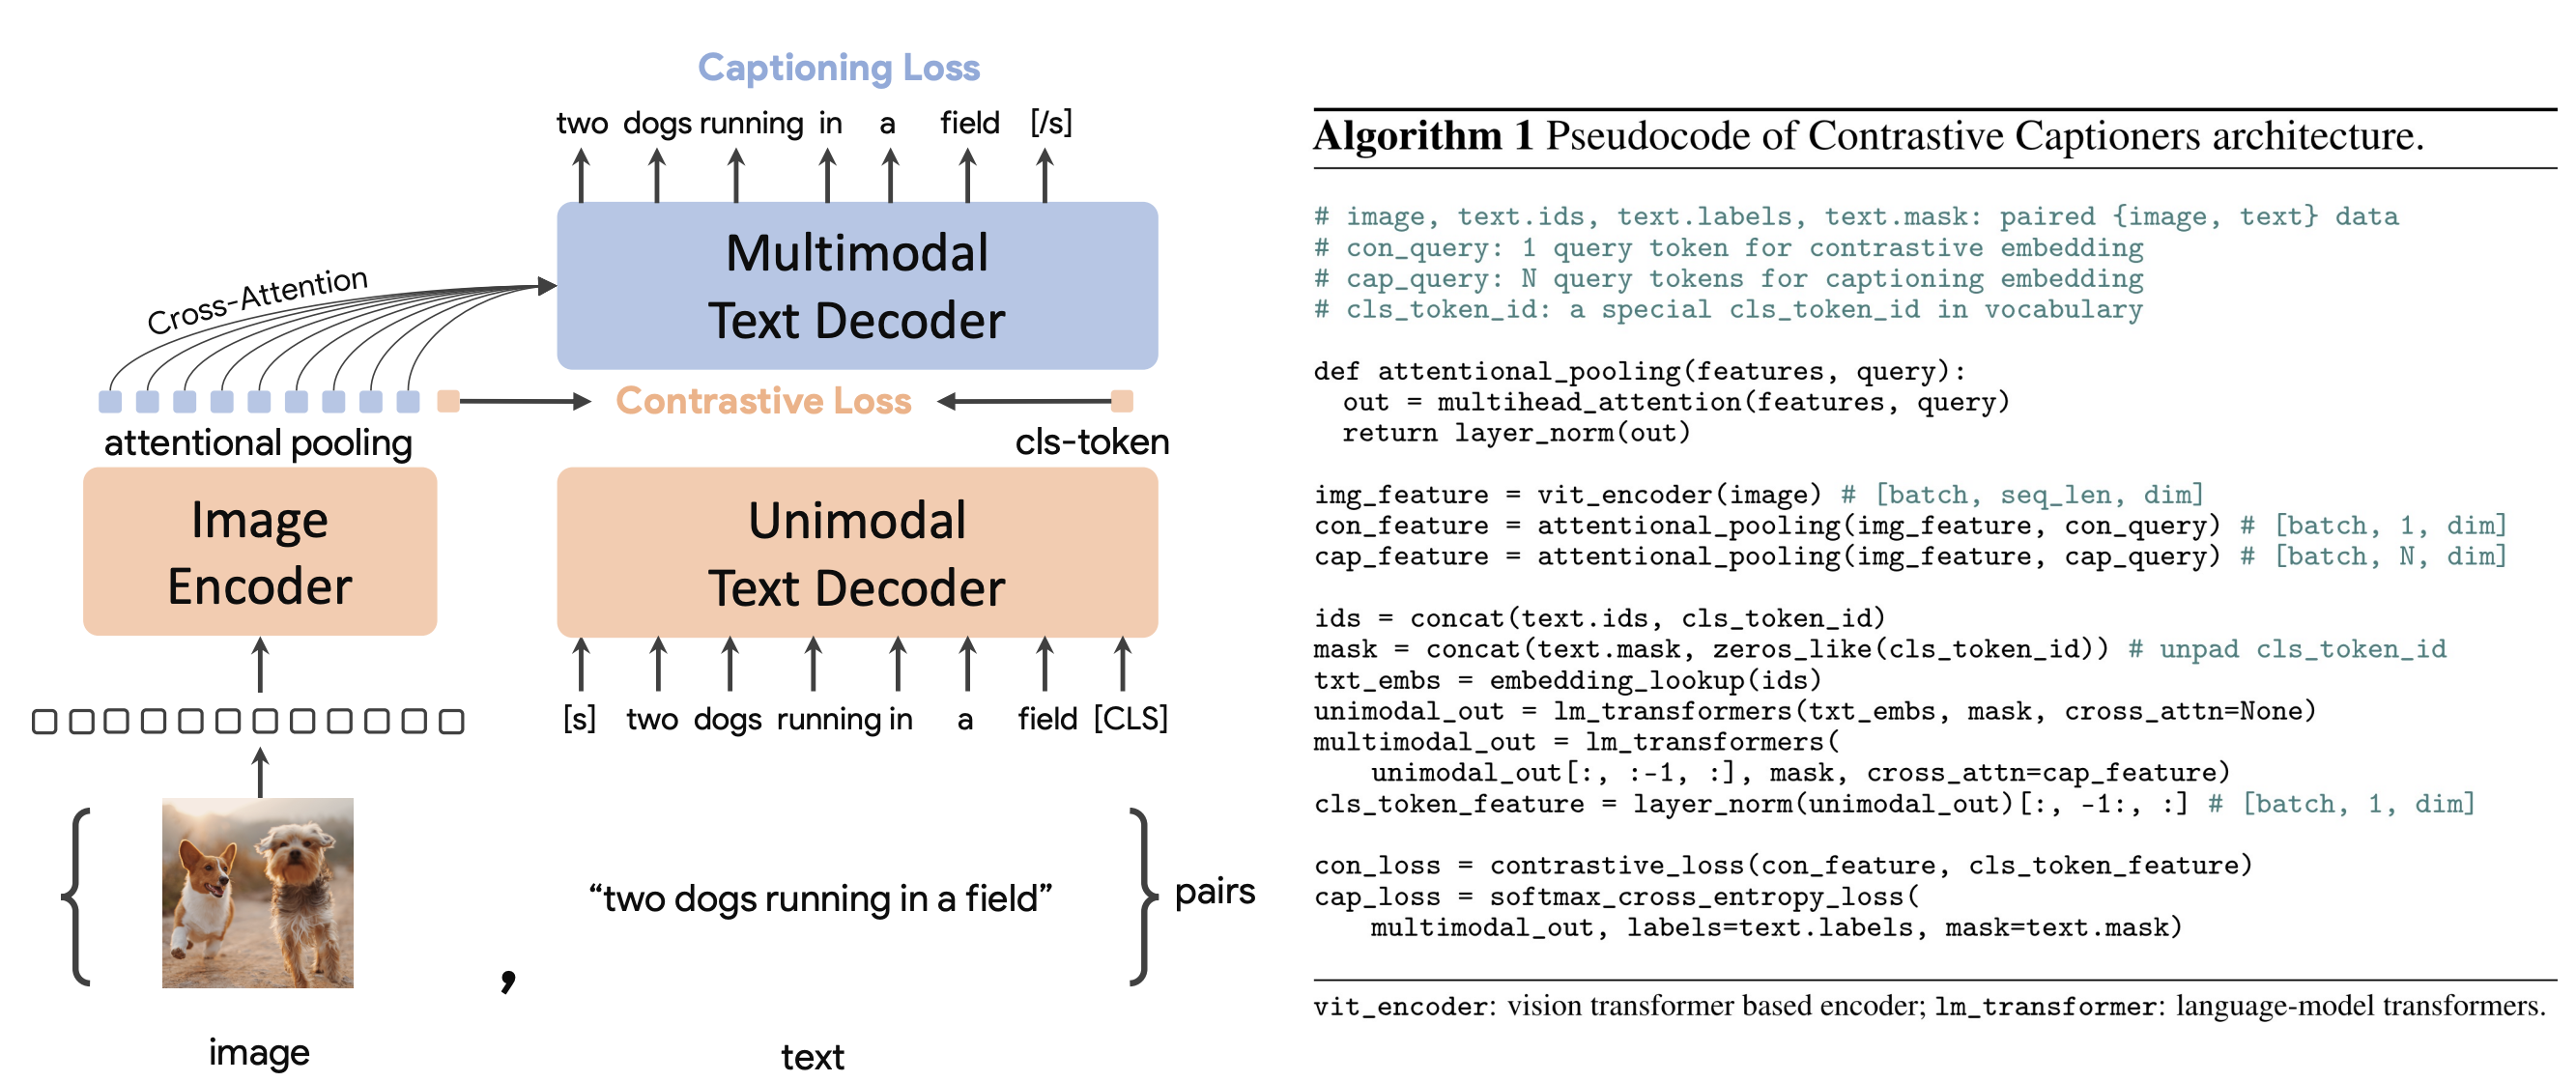 Captioning Loss
two dogs running in a field [/s]
Multimodal
Text Decoder
Cross-Attention
Contrastive Loss
attentional pooling
cls-token
Image
Encoder
Unimodal
Text Decoder
[s] two dogs running in a field [CLS]
“two dogs running in a field”
pairs
,
image
text
Algorithm 1 Pseudocode of Contrastive Captioners architecture.
# image, text.ids, text.labels, text.mask: paired {image, text} data
# con_query: 1 query token for contrastive embedding
# cap_query: N query tokens for captioning embedding
# cls_token_id: a special cls_token_id in vocabulary
def attentional_pooling(features, query):
  out = multihead_attention(features, query)
  return layer_norm(out)
img_feature = vit_encoder(image) # [batch, seq_len, dim]
con_feature = attentional_pooling(img_feature, con_query) # [batch, 1, dim]
cap_feature = attentional_pooling(img_feature, cap_query) # [batch, N, dim]
ids = concat(text.ids, cls_token_id)
mask = concat(text.mask, zeros_like(cls_token_id)) # unpad cls_token_id
txt_embs = embedding_lookup(ids)
unimodal_out = lm_transformers(txt_embs, mask, cross_attn=None)
multimodal_out = lm_transformers(
    unimodal_out[:, :-1, :], mask, cross_attn=cap_feature)
cls_token_feature = layer_norm(unimodal_out)[:, -1:, :] # [batch, 1, dim]
con_loss = contrastive_loss(con_feature, cls_token_feature)
cap_loss = softmax_cross_entropy_loss(
    multimodal_out, labels=text.labels, mask=text.mask)
vit_encoder: vision transformer based encoder; lm_transformer: language-model transformers.